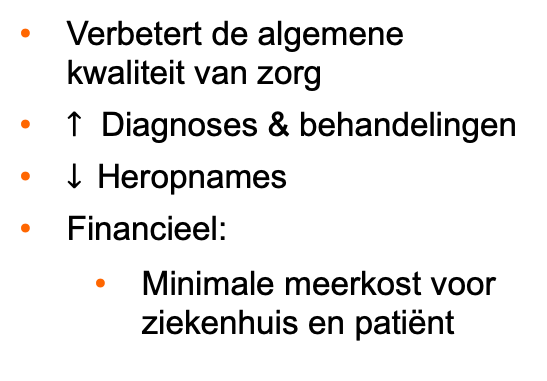 • Verbetert de algemene
kwaliteit van zorg
• ↑ Diagnoses & behandelingen
• ↓ Heropnames
• Financieel:
• Minimale meerkost voor
ziekenhuis en patiënt